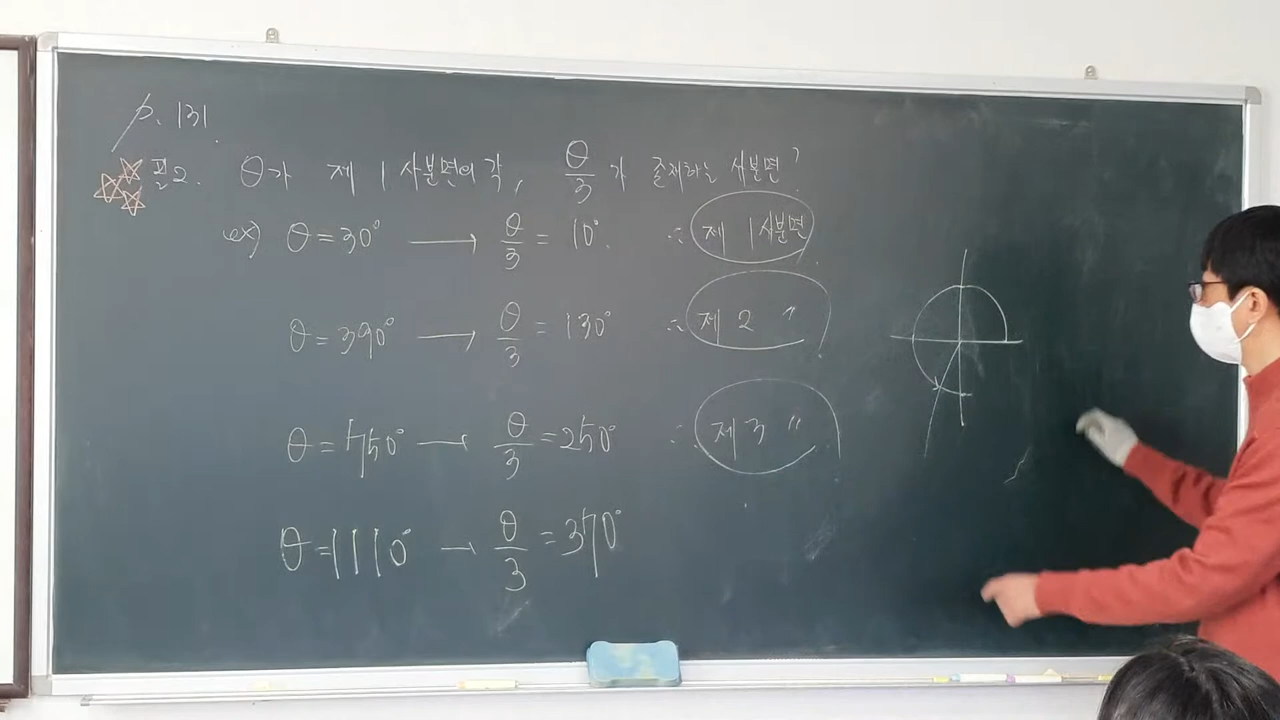 p. 131
필2. θ가 제 1 사분면의 각, θ/3 가 존재하는 사분면?
ex) θ = 30° → θ/3 = 10°. ∴ 제 1 사분면
θ = 390° → θ/3 = 130° ∴ 제 2 〃
θ = 750° → θ/3 = 250° ∴ 제 3 〃
θ = 1110° → θ/3 = 370°